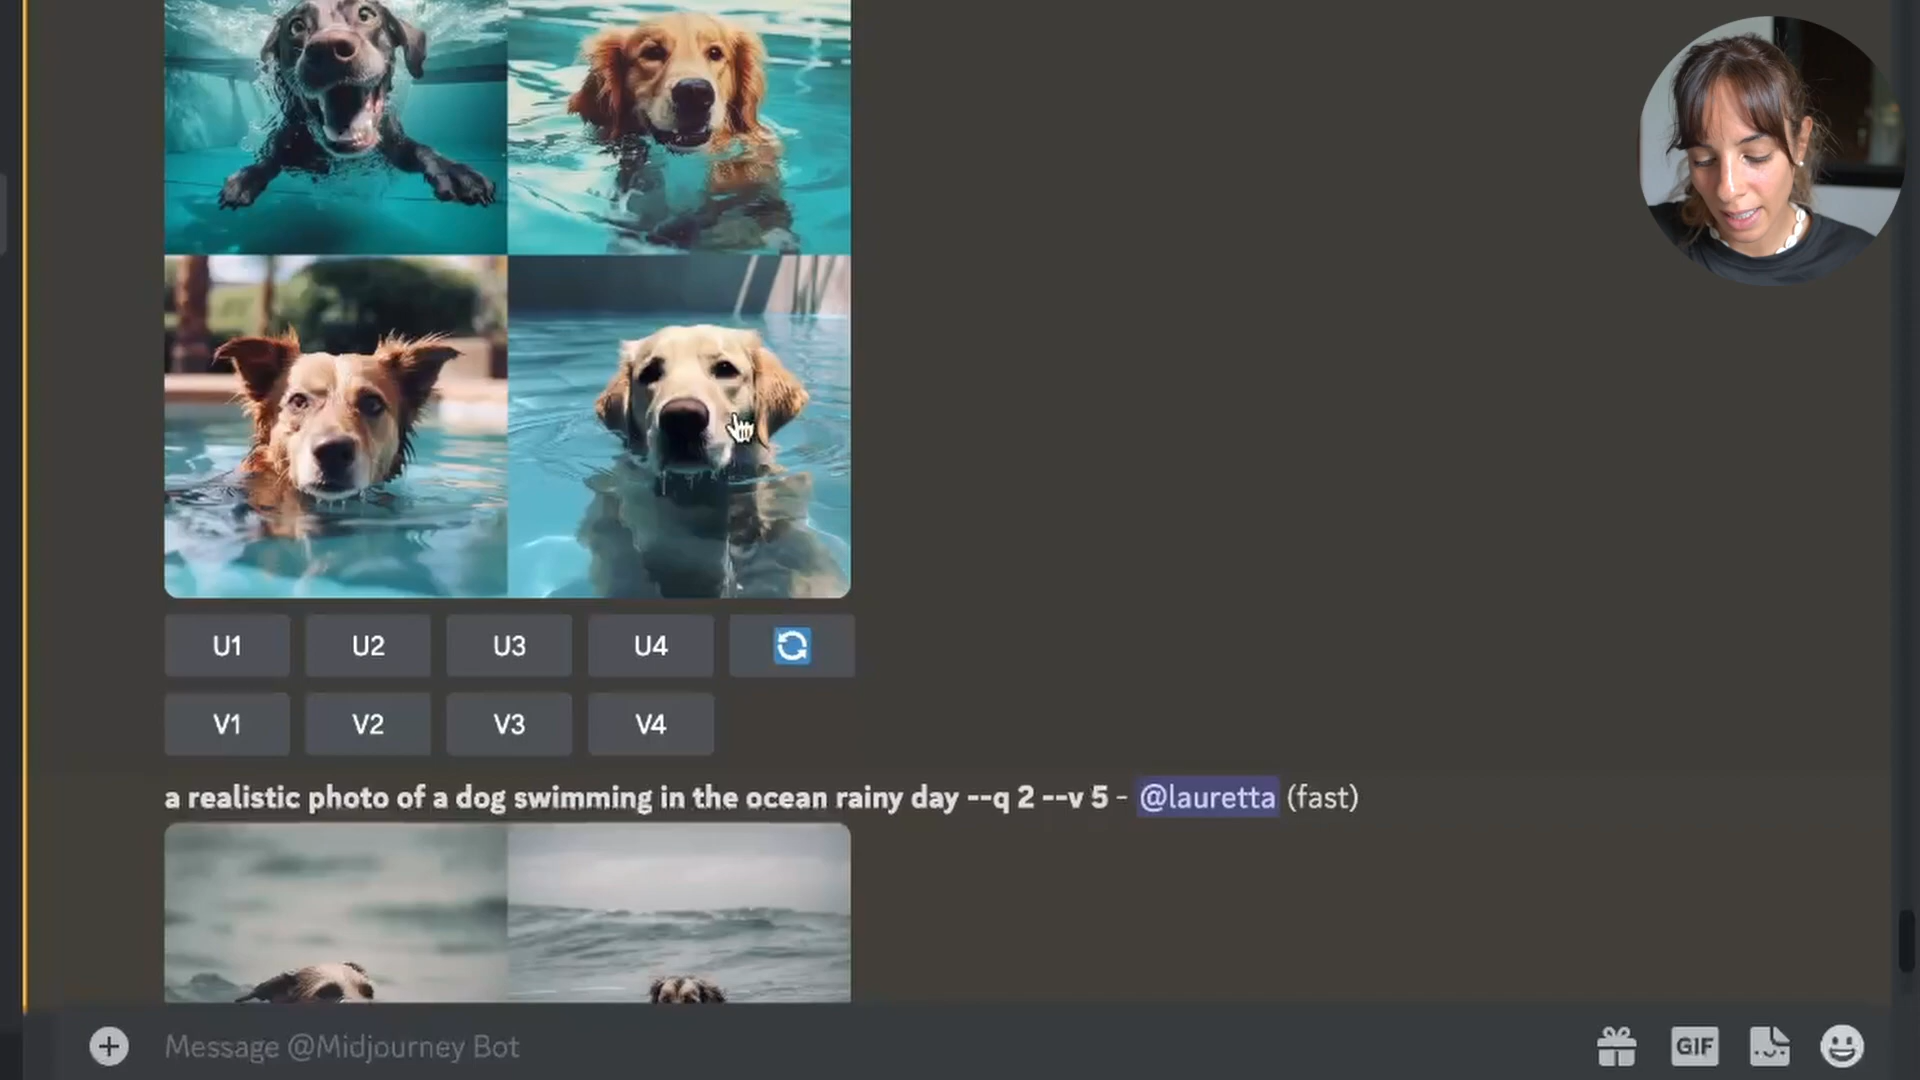 U1 U2 U3 U4
V1 V2 V3 V4
a realistic photo of a dog swimming in the ocean rainy day --q 2 --v 5 - @lauretta (fast)
Message @Midjourney Bot
GIF